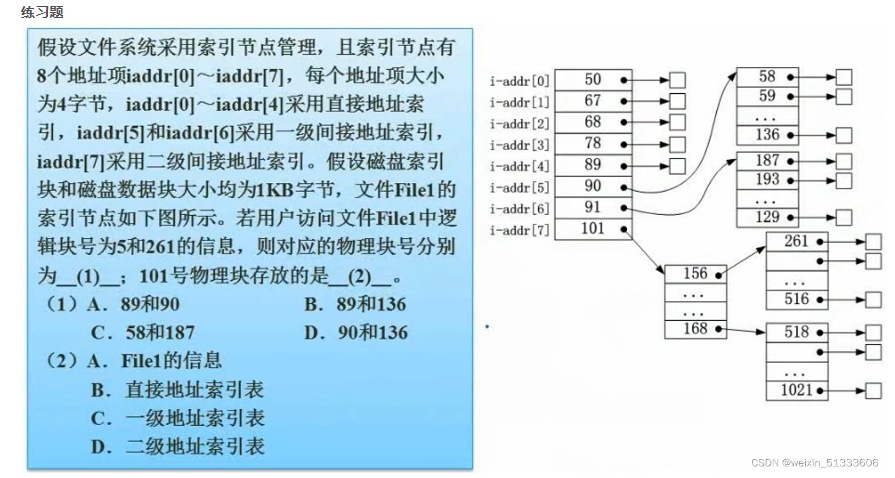 练习题
假设文件系统采用索引节点管理，且索引节点有
8个地址项iaddr[0]～iaddr[7]，每个地址项大小
为4字节，iaddr[0]～iaddr[4]采用直接地址索
引，iaddr[5]和iaddr[6]采用一级间接地址索引，
iaddr[7]采用二级间接地址索引。假设磁盘索引
块和磁盘数据块大小均为1KB字节，文件File1的
索引节点如下图所示。若用户访问文件File1中逻
辑块号为5和261的信息，则对应的物理块号分别
为__(1)__；101号物理块存放的是__(2)__。
（1）A．89和90 B．89和136
C．58和187 D．90和136
（2）A．File1的信息
B．直接地址索引表
C．一级地址索引表
D．二级地址索引表
i-addr[0] 50
i-addr[1] 67
i-addr[2] 68
i-addr[3] 78
i-addr[4] 89
i-addr[5] 90
i-addr[6] 91
i-addr[7] 101
58
59
...
136
187
193
...
129
156
...
...
168
261
...
516
518
...
1021
CSDN @weixin_51333606